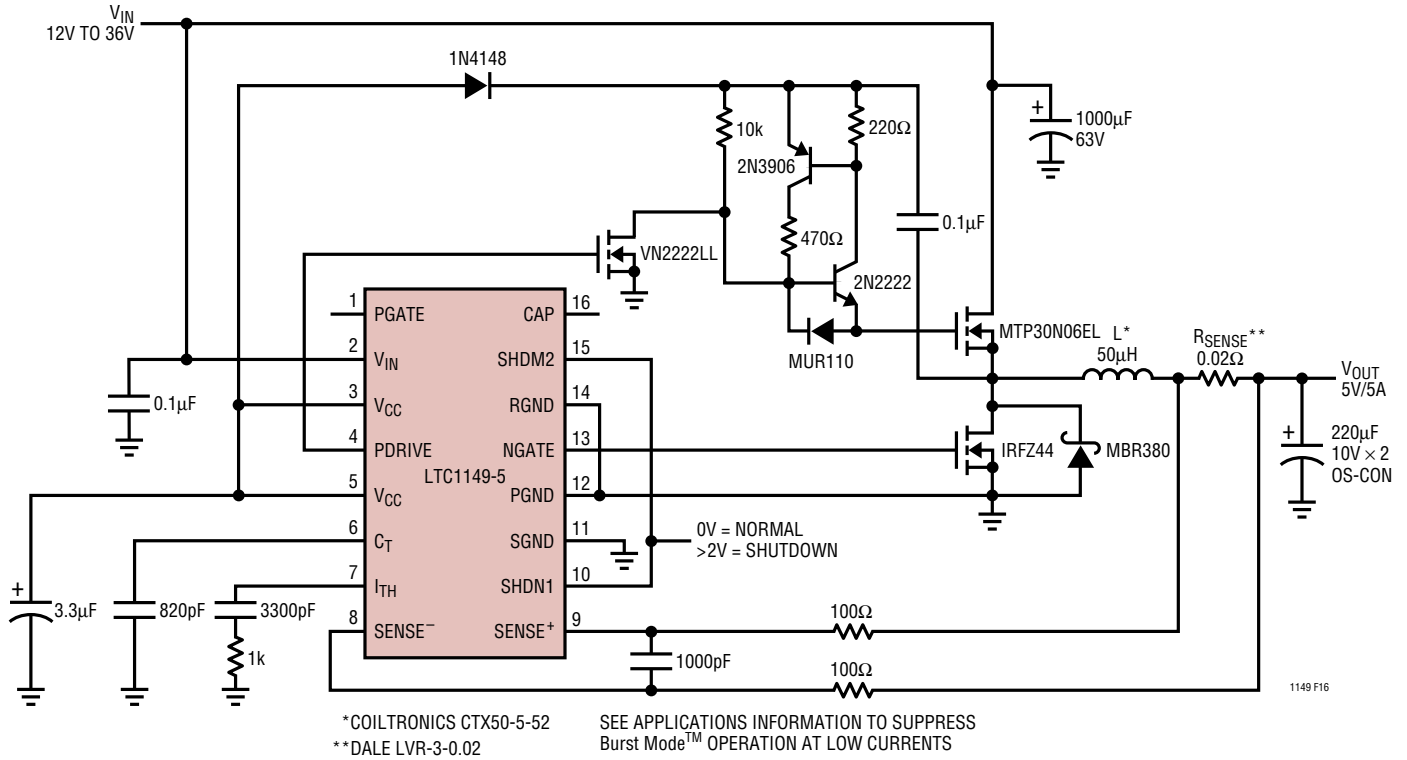 VIN
12V TO 36V
1N4148
10k
220Ω
2N3906
+
1000µF
63V
0.1µF
470Ω
VN2222LL
2N2222
MUR110
MTP30N06EL
L*
50µH
RSENSE**
0.02Ω
VOUT
5V/5A
1
PGATE
CAP
16
2
VIN
SHDM2
15
0.1µF
3
VCC
RGND
14
4
PDRIVE
NGATE
13
IRFZ44
MBR380
+
220µF
10V × 2
OS-CON
LTC1149-5
5
VCC
PGND
12
6
CT
SGND
11
0V = NORMAL
>2V = SHUTDOWN
7
ITH
SHDN1
10
+
3.3µF
820pF
3300pF
1k
8
SENSE–
SENSE+
9
100Ω
1000pF
100Ω
1149 F16
*COILTRONICS CTX50-5-52
**DALE LVR-3-0.02
SEE APPLICATIONS INFORMATION TO SUPPRESS
Burst Mode™ OPERATION AT LOW CURRENTS